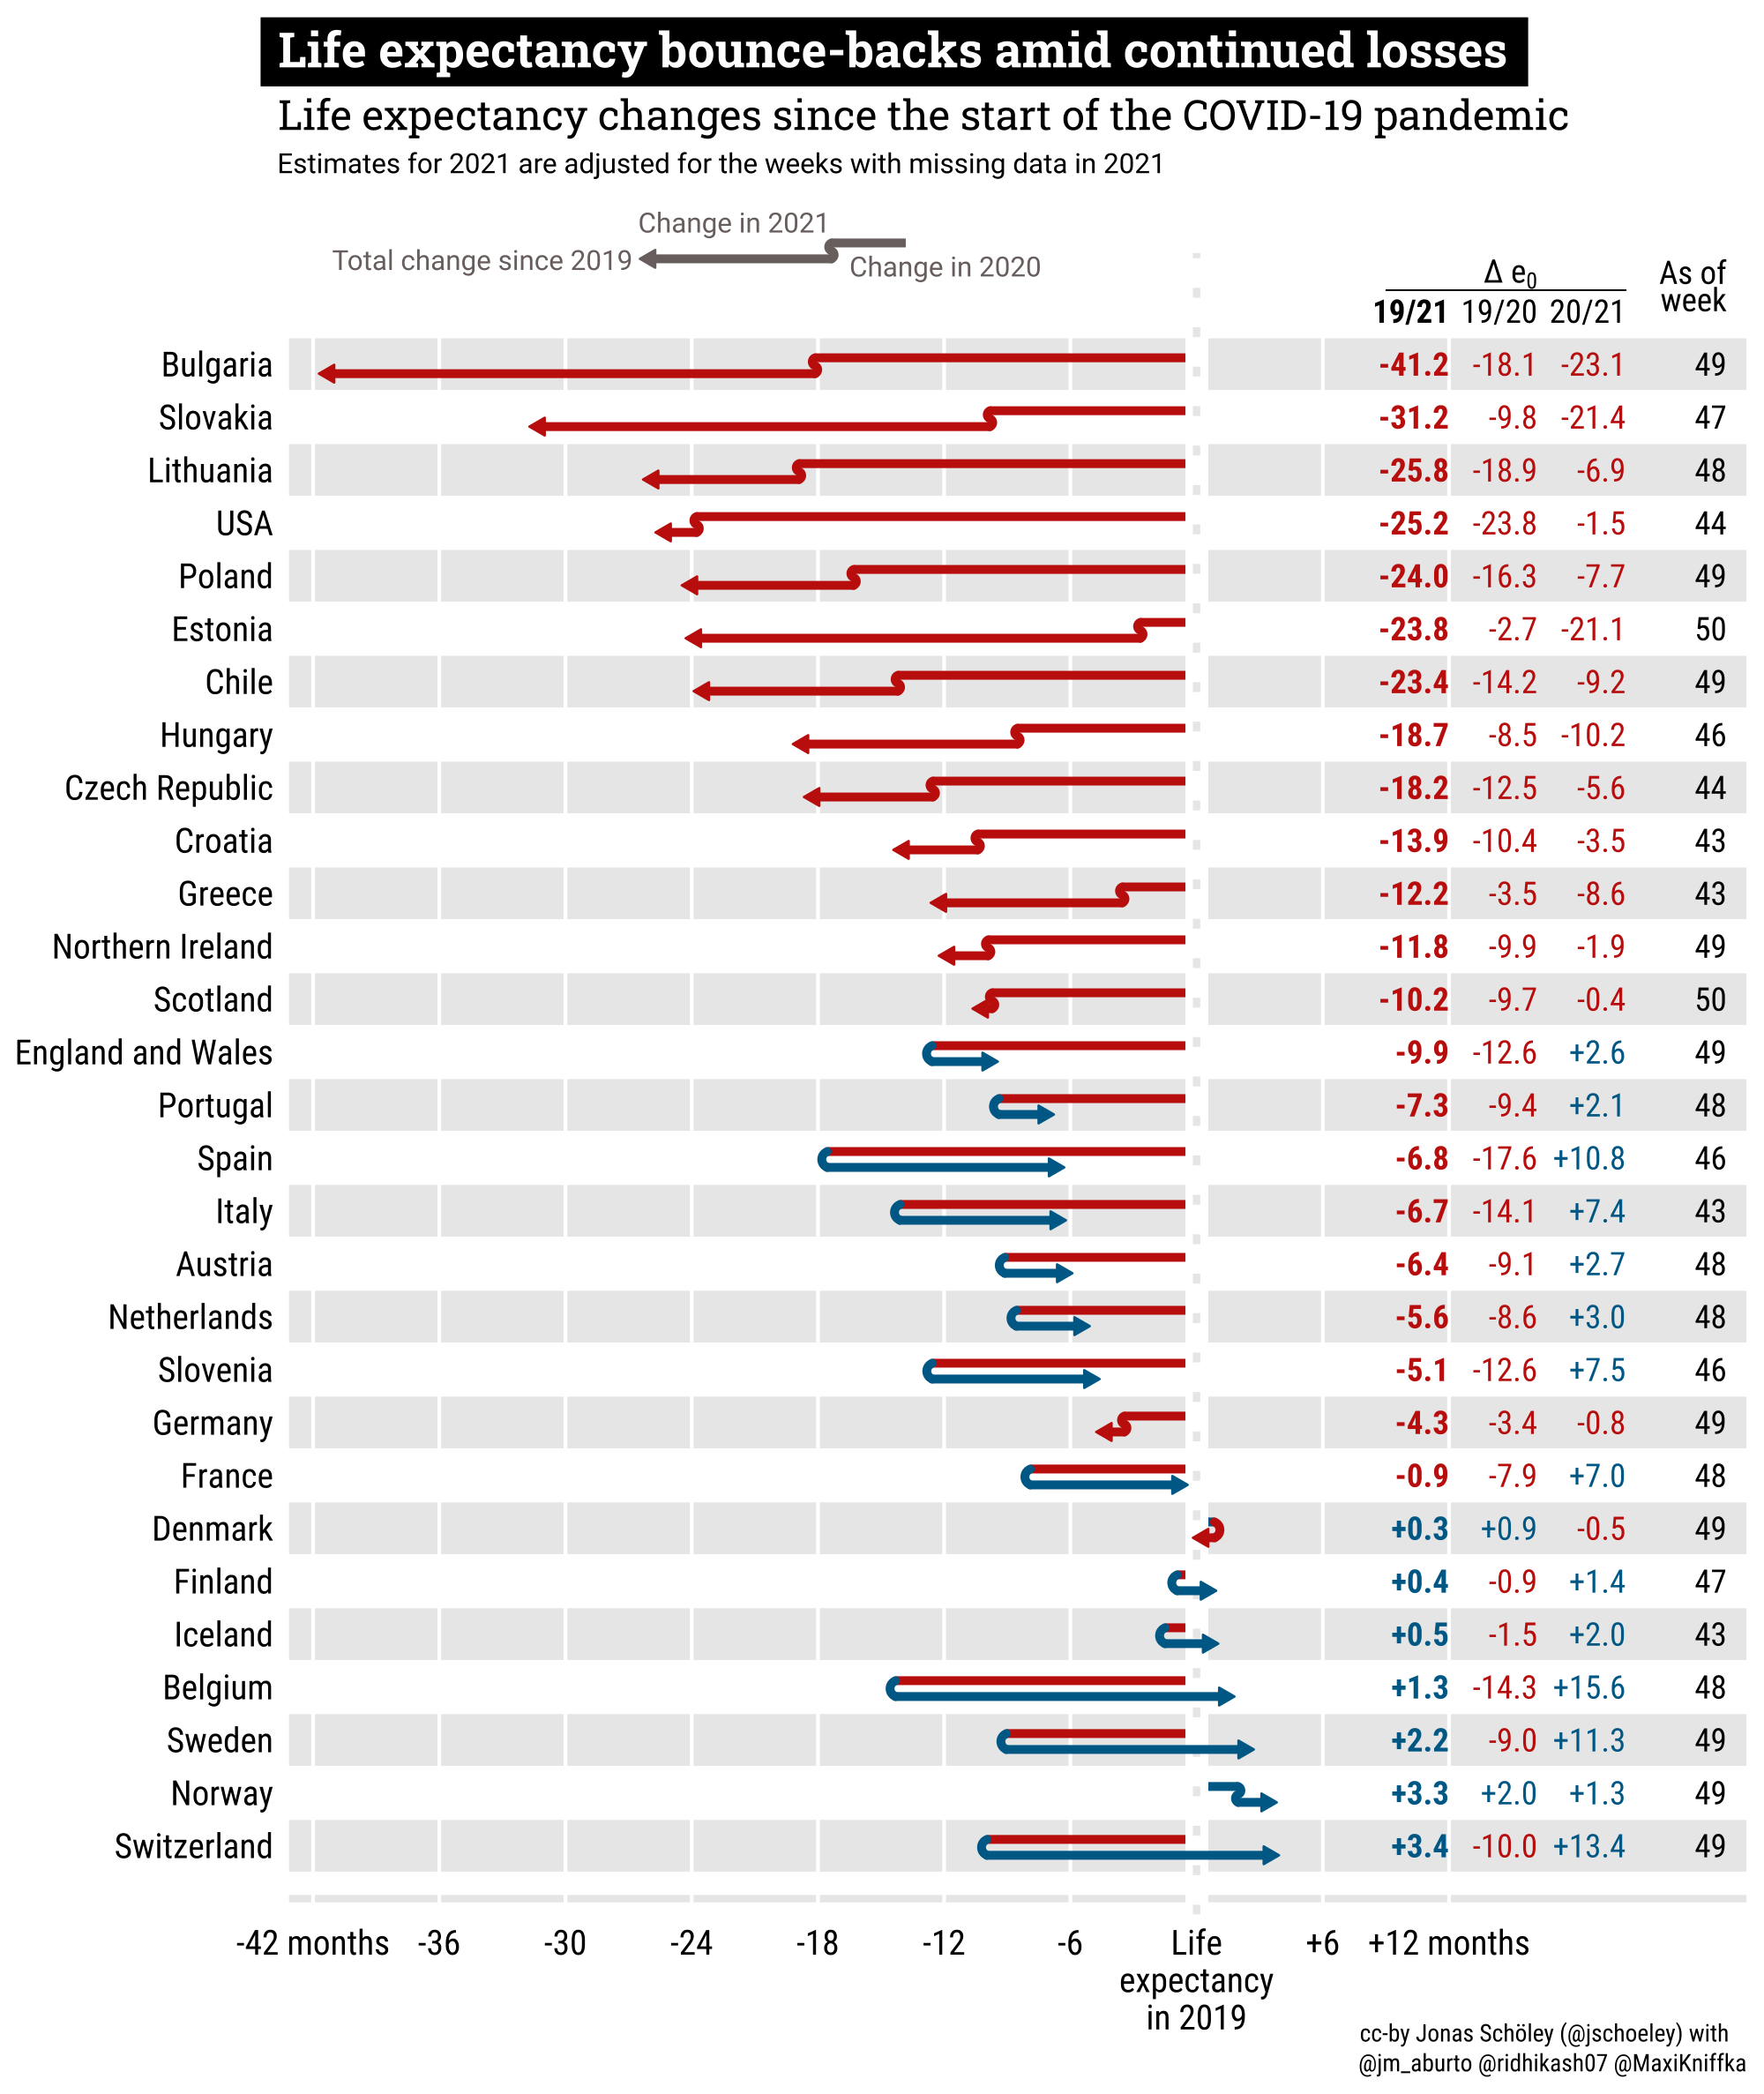 Life expectancy bounce-backs amid continued losses
Life expectancy changes since the start of the COVID-19 pandemic
Estimates for 2021 are adjusted for the weeks with missing data in 2021
Change in 2021
Total change since 2019
Change in 2020
Δ e0
As of week
19/21 19/20 20/21
Bulgaria -41.2 -18.1 -23.1 49
Slovakia -31.2 -9.8 -21.4 47
Lithuania -25.8 -18.9 -6.9 48
USA -25.2 -23.8 -1.5 44
Poland -24.0 -16.3 -7.7 49
Estonia -23.8 -2.7 -21.1 50
Chile -23.4 -14.2 -9.2 49
Hungary -18.7 -8.5 -10.2 46
Czech Republic -18.2 -12.5 -5.6 44
Croatia -13.9 -10.4 -3.5 43
Greece -12.2 -3.5 -8.6 43
Northern Ireland -11.8 -9.9 -1.9 49
Scotland -10.2 -9.7 -0.4 50
England and Wales -9.9 -12.6 +2.6 49
Portugal -7.3 -9.4 +2.1 48
Spain -6.8 -17.6 +10.8 46
Italy -6.7 -14.1 +7.4 43
Austria -6.4 -9.1 +2.7 48
Netherlands -5.6 -8.6 +3.0 48
Slovenia -5.1 -12.6 +7.5 46
Germany -4.3 -3.4 -0.8 49
France -0.9 -7.9 +7.0 48
Denmark +0.3 +0.9 -0.5 49
Finland +0.4 -0.9 +1.4 47
Iceland +0.5 -1.5 +2.0 43
Belgium +1.3 -14.3 +15.6 48
Sweden +2.2 -9.0 +11.3 49
Norway +3.3 +2.0 +1.3 49
Switzerland +3.4 -10.0 +13.4 49
-42 months -36 -30 -24 -18 -12 -6 Life +6 +12 months
expectancy
in 2019
cc-by Jonas Schöley (@jschoeley) with
@jm_aburto @ridhikash07 @MaxiKniffka